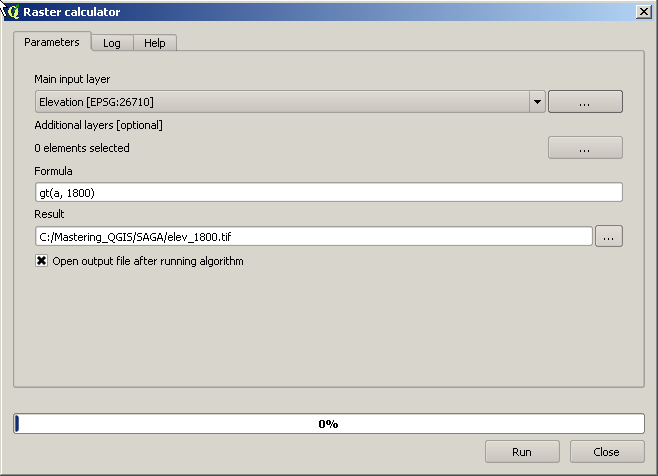 Raster calculator
Parameters Log Help
Main input layer
Elevation [EPSG:26710]
...
Additional layers [optional]
0 elements selected
...
Formula
gt(a, 1800)
Result
C:/Mastering_QGIS/SAGA/elev_1800.tif
...
Open output file after running algorithm
0%
Run Close